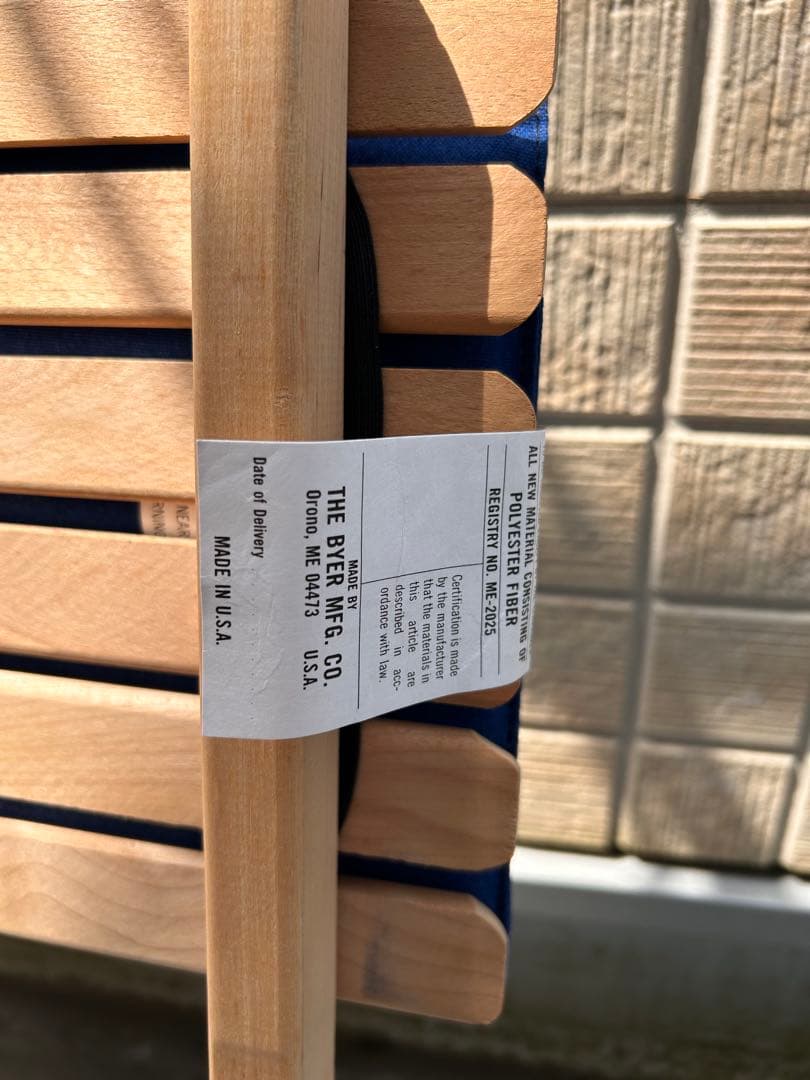 ALL NEW MATERIAL CONSISTING OF
POLYESTER FIBER
REGISTRY NO. ME-2025
Certification is made
by the manufacturer
that the materials in
this article are
described in acc-
ordance with law.
MADE BY
THE BYER MFG. CO.
Orono, ME 04473 U.S.A.
Date of Delivery
MADE IN U.S.A.
NEAR